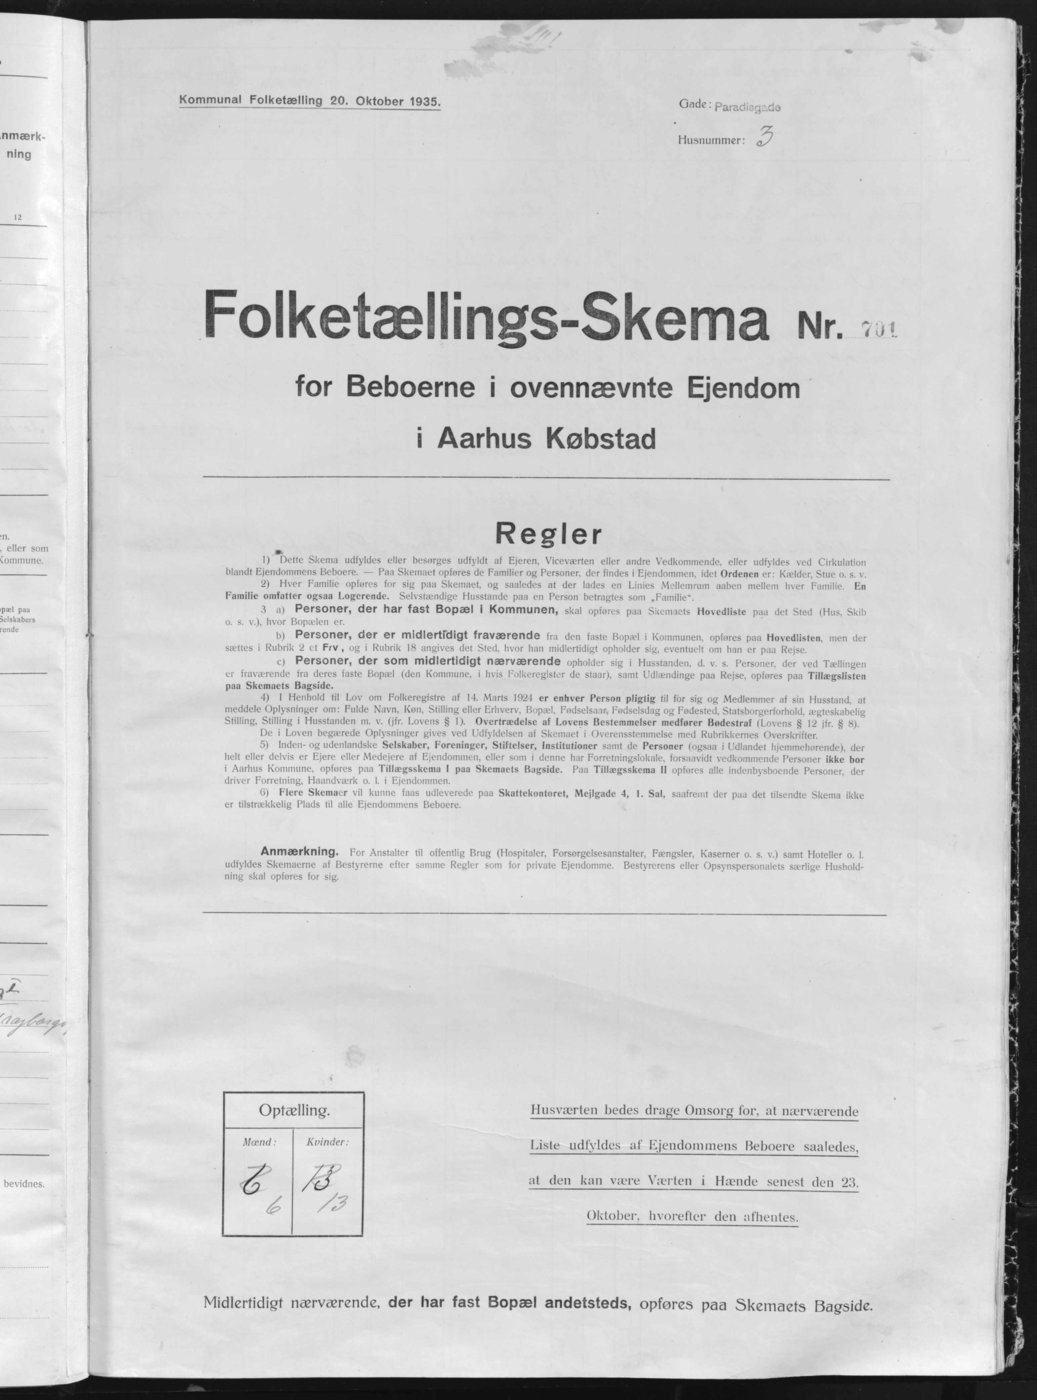 Anmærk-
ning
12
en.
, eller som
Kommune.
opæl paa
Selskabers
rende
bevidnes.
Kommunal Folketælling 20. Oktober 1935.
Gade: Paradisgade
Husnummer: 3
Folketællings-Skema Nr. 701
for Beboerne i ovennævnte Ejendom
i Aarhus Købstad
Regler
1) Dette Skema udfyldes eller besørges udfyldt af Ejeren, Viceværten eller andre Vedkommende, eller udfyldes ved Cirkulation
blandt Ejendommens Beboere. — Paa Skemaet opføres de Familier og Personer, der findes i Ejendommen, idet Ordenen er: Kælder, Stue o. s. v.
2) Hver Familie opføres for sig paa Skemaet, og saaledes at der lades en Linies Mellemrum aaben mellem hver Familie. En
Familie omfatter ogsaa Logerende. Selvstændige Husstande paa en Person betragtes som „Familie“.
3 a) Personer, der har fast Bopæl i Kommunen, skal opføres paa Skemaets Hovedliste paa det Sted (Hus, Skib
o. s. v.), hvor Bopælen er.
b) Personer, der er midlertidigt fraværende fra den faste Bopæl i Kommunen, opføres paa Hovedlisten, men der
sættes i Rubrik 2 et Frv, og i Rubrik 18 angives det Sted, hvor han midlertidigt opholder sig, eventuelt om han er paa Rejse.
c) Personer, der som midlertidigt nærværende opholder sig i Husstanden, d. v. s. Personer, der ved Tællingen
er fraværende fra deres faste Bopæl (den Kommune, i hvis Folkeregister de staar), samt Udlændinge paa Rejse, opføres paa Tillægslisten
paa Skemaets Bagside.
4) I Henhold til Lov om Folkeregistre af 14. Marts 1924 er enhver Person pligtig til for sig og Medlemmer af sin Husstand, at
meddele Oplysninger om: Fulde Navn, Køn, Stilling eller Erhverv, Bopæl, Fødselsaar, Fødselsdag og Fødested, Statsborgerforhold, ægteskabelig
Stilling, Stilling i Husstanden m. v. (jfr. Lovens § 1). Overtrædelse af Lovens Bestemmelser medfører Bødestraf (Lovens § 12 jfr. § 8).
De i Loven begærede Oplysninger gives ved Udfyldelsen af Skemaet i Overensstemmelse med Rubrikkernes Overskrifter.
5) Inden- og udenlandske Selskaber, Foreninger, Stiftelser, Institutioner samt de Personer (ogsaa i Udlandet hjemmehørende), der
helt eller delvis er Ejere eller Medejere af Ejendommen, eller som i denne har Forretningslokale, forsaavidt vedkommende Personer ikke bor
i Aarhus Kommune, opføres paa Tillægsskema I paa Skemaets Bagside. Paa Tillægsskema II opføres alle indenbysboende Personer, der
driver Forretning, Haandværk o. l. i Ejendommen.
6) Flere Skemaer vil kunne faas udleverede paa Skattekontoret, Mejlgade 4, 1. Sal, saafremt der paa det tilsendte Skema ikke
er tilstrækkelig Plads til alle Ejendommens Beboere.
Anmærkning. For Anstalter til offentlig Brug (Hospitaler, Forsørgelsesanstalter, Fængsler, Kaserner o. s. v.) samt Hoteller o. l.
udfyldes Skemaerne af Bestyrerne efter samme Regler som for private Ejendomme. Bestyrerens eller Opsynspersonalets særlige Hushold-
ning skal opføres for sig.
Optælling.
Mænd: Kvinder:
6 13
Husværten bedes drage Omsorg for, at nærværende
Liste udfyldes af Ejendommens Beboere saaledes,
at den kan være Værten i Hænde senest den 23.
Oktober, hvorefter den afhentes.
Midlertidigt nærværende, der har fast Bopæl andetsteds, opføres paa Skemaets Bagside.